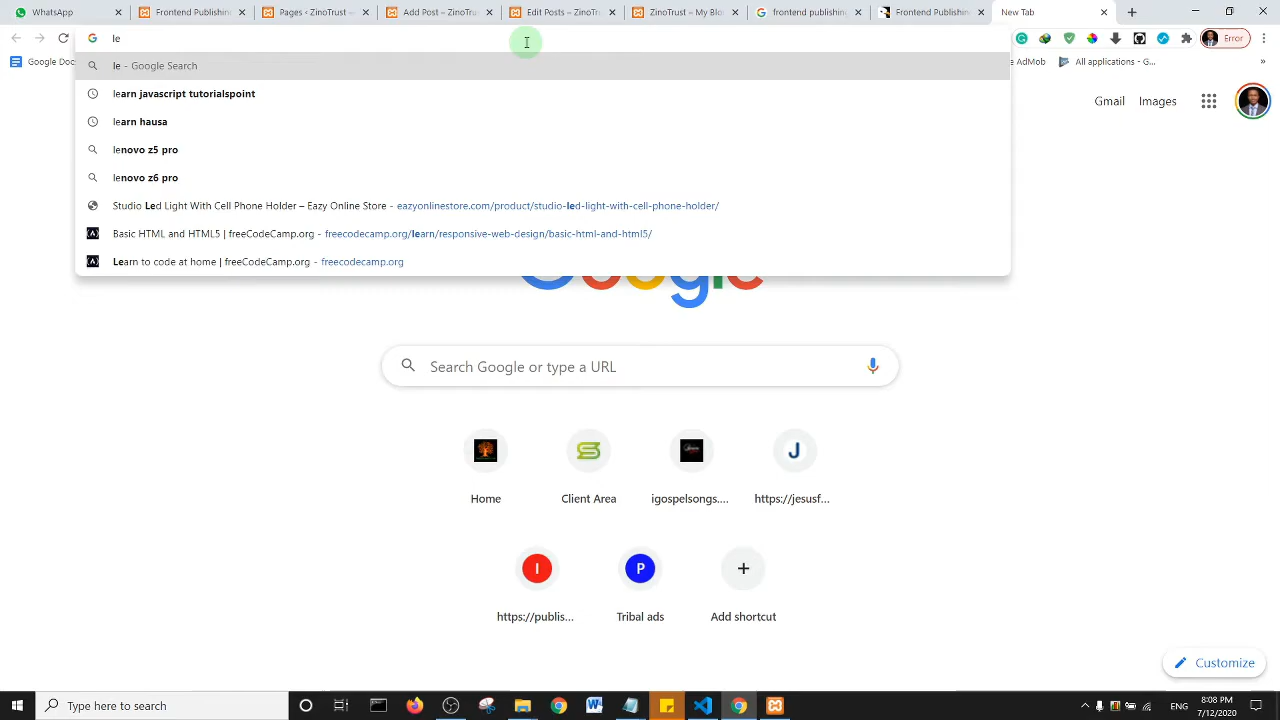 WhatsApp
Frontend Publishing
Pages ‹ ZinoTrust —
Add Post – ZinoTrus
Edit Posts – ZinoTru
ZinoTrust – My Blo
frontend publishing
Frontend Publishing
New Tab
le
Error
Google Doc
e AdMob
All applications - G...
»
le - Google Search
learn javascript tutorialspoint
learn hausa
lenovo z5 pro
lenovo z6 pro
Studio Led Light With Cell Phone Holder – Eazy Online Store - eazyonlinestore.com/product/studio-led-light-with-cell-phone-holder/
Basic HTML and HTML5 | freeCodeCamp.org - freecodecamp.org/learn/responsive-web-design/basic-html-and-html5/
Learn to code at home | freeCodeCamp.org - freecodecamp.org
Gmail
Images
Google
Search Google or type a URL
Home
Client Area
igospelsongs....
https://jesusf...
https://publis...
Tribal ads
Add shortcut
Customize
Type here to search
ENG
8:08 PM
7/12/2020